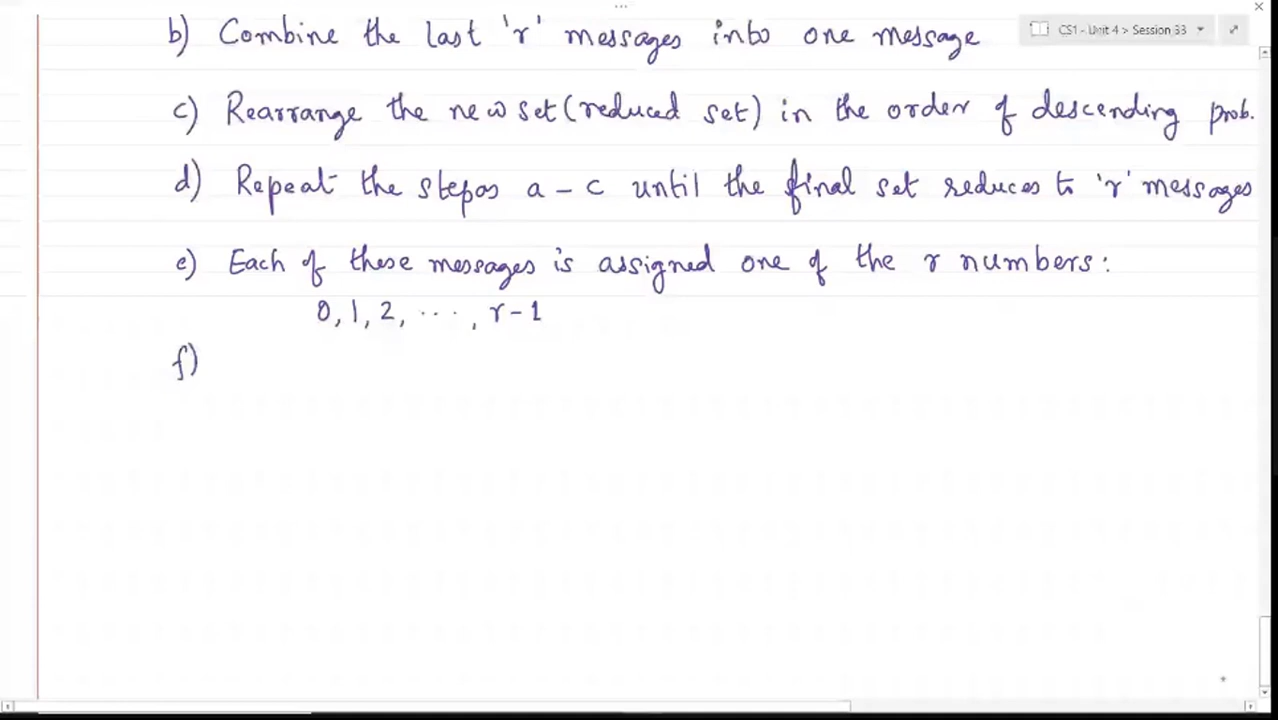 b) Combine the last 'r' messages into one message
CS1 - Unit 4 > Session 33
c) Rearrange the new set (reduced set) in the order of descending prob.
d) Repeat the stepos a - c until the final set reduces to 'r' messages
e) Each of these messages is assigned one of the r numbers:
0, 1, 2, ...., r-1
f)